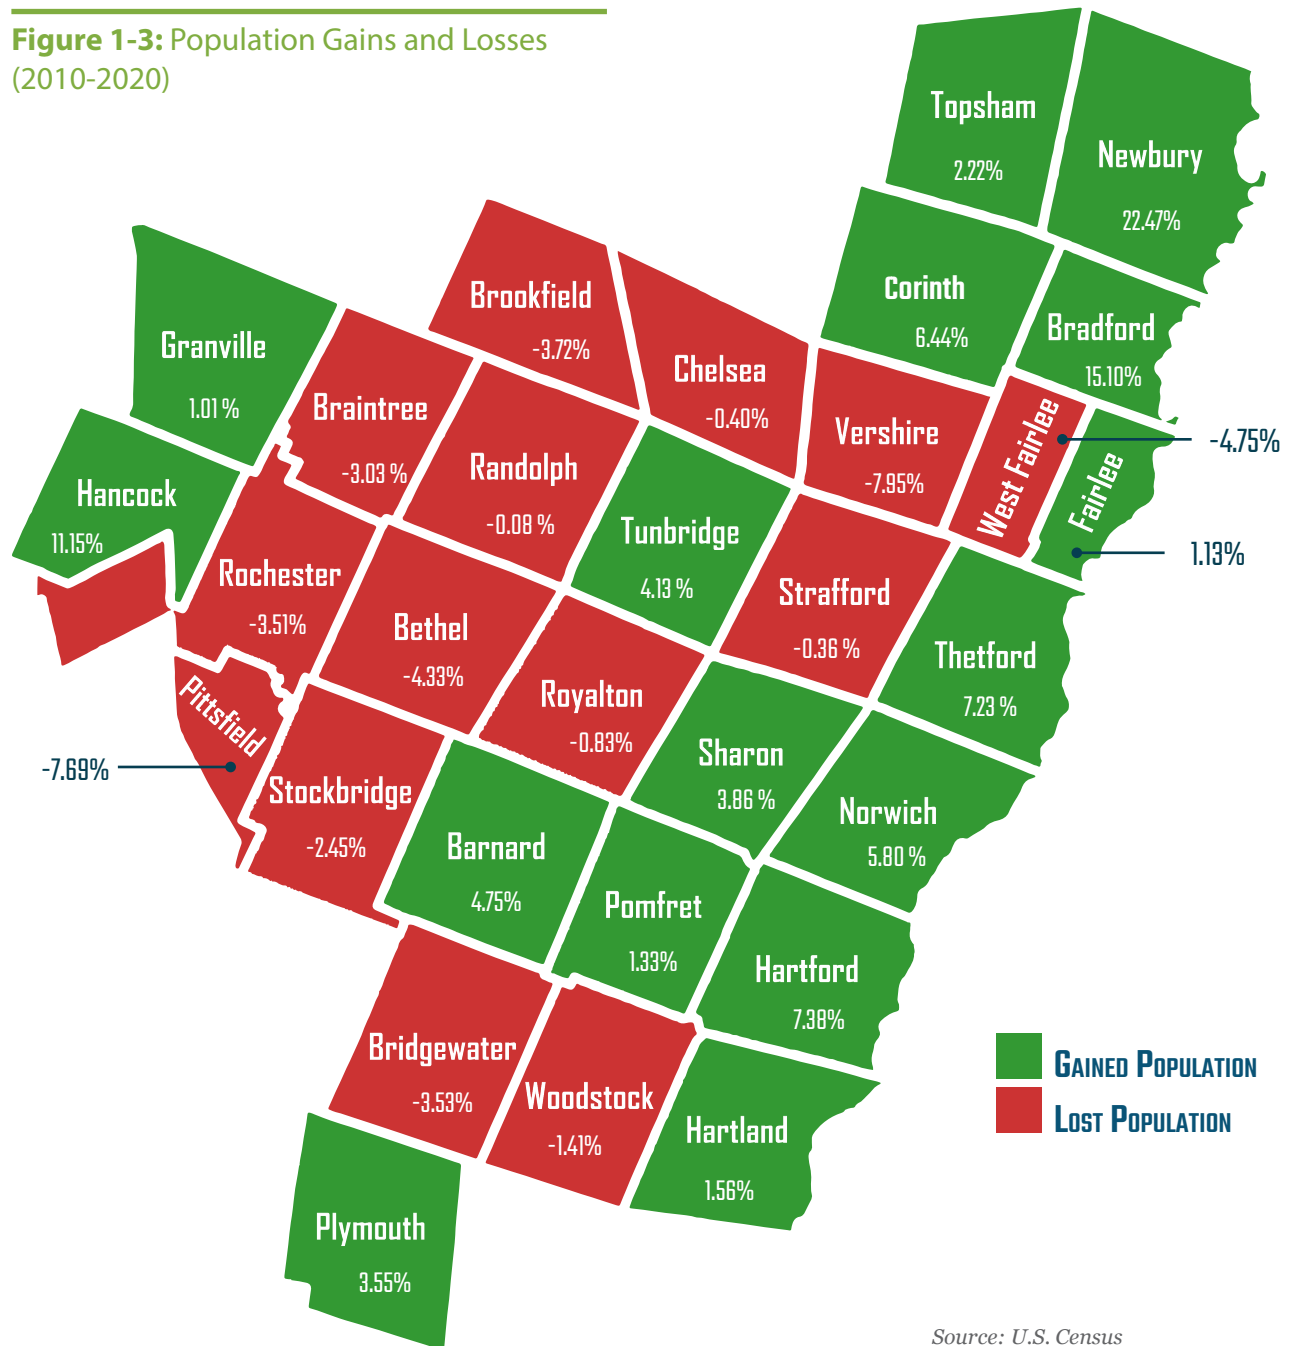 Figure 1-3: Population Gains and Losses
(2010-2020)
Topsham
2.22%
Newbury
22.47%
Corinth
6.44%
Bradford
15.10%
Brookfield
-3.72%
Chelsea
-0.40%
Vershire
-7.95%
West Fairlee
-4.75%
Fairlee
1.13%
Granville
1.01 %
Braintree
-3.03 %
Randolph
-0.08 %
Hancock
11.15%
Tunbridge
4.13 %
Rochester
-3.51%
Strafford
-0.36 %
Bethel
-4.33%
Thetford
7.23 %
Royalton
-0.83%
Pittsfield
-7.69%
Sharon
3.86 %
Stockbridge
-2.45%
Norwich
5.80 %
Barnard
4.75%
Pomfret
1.33%
Hartford
7.38%
Bridgewater
-3.53%
Woodstock
-1.41%
Hartland
1.56%
Plymouth
3.55%
Gained Population
Lost Population
Source: U.S. Census